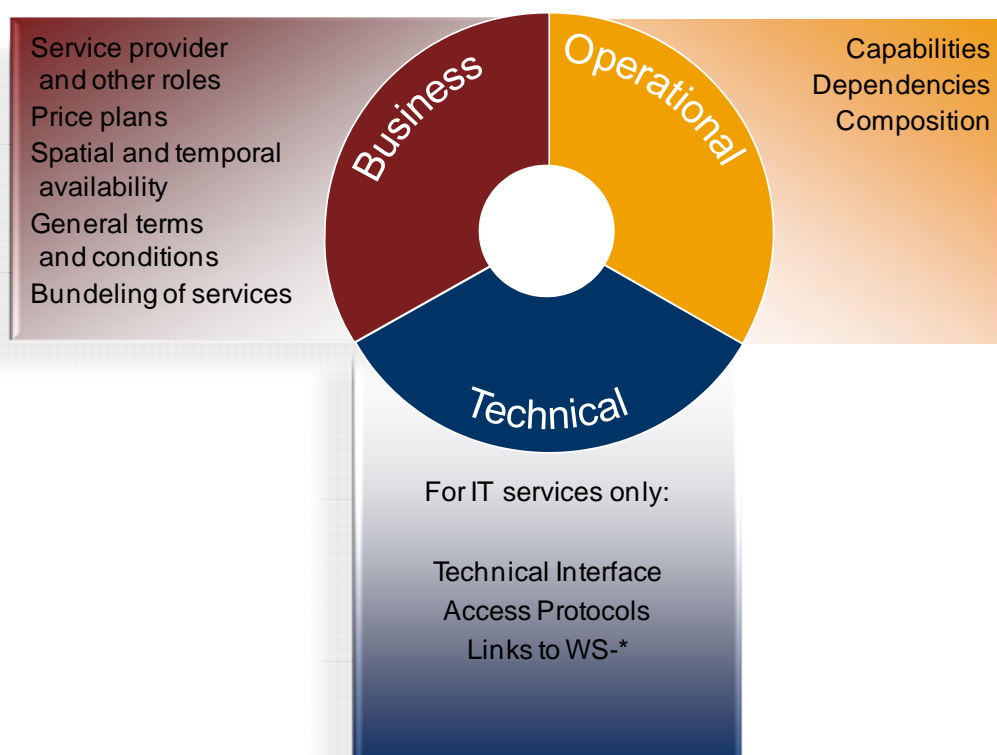 Business
Service provider
and other roles
Price plans
Spatial and temporal
availability
General terms
and conditions
Bundeling of services
Operational
Capabilities
Dependencies
Composition
Technical
For IT services only:
Technical Interface
Access Protocols
Links to WS-*